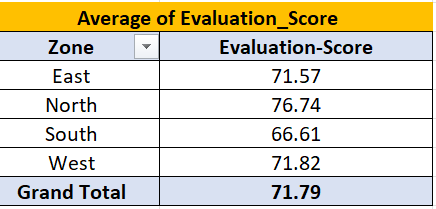 Average of Evaluation_Score
Zone Evaluation-Score
East 71.57
North 76.74
South 66.61
West 71.82
Grand Total 71.79